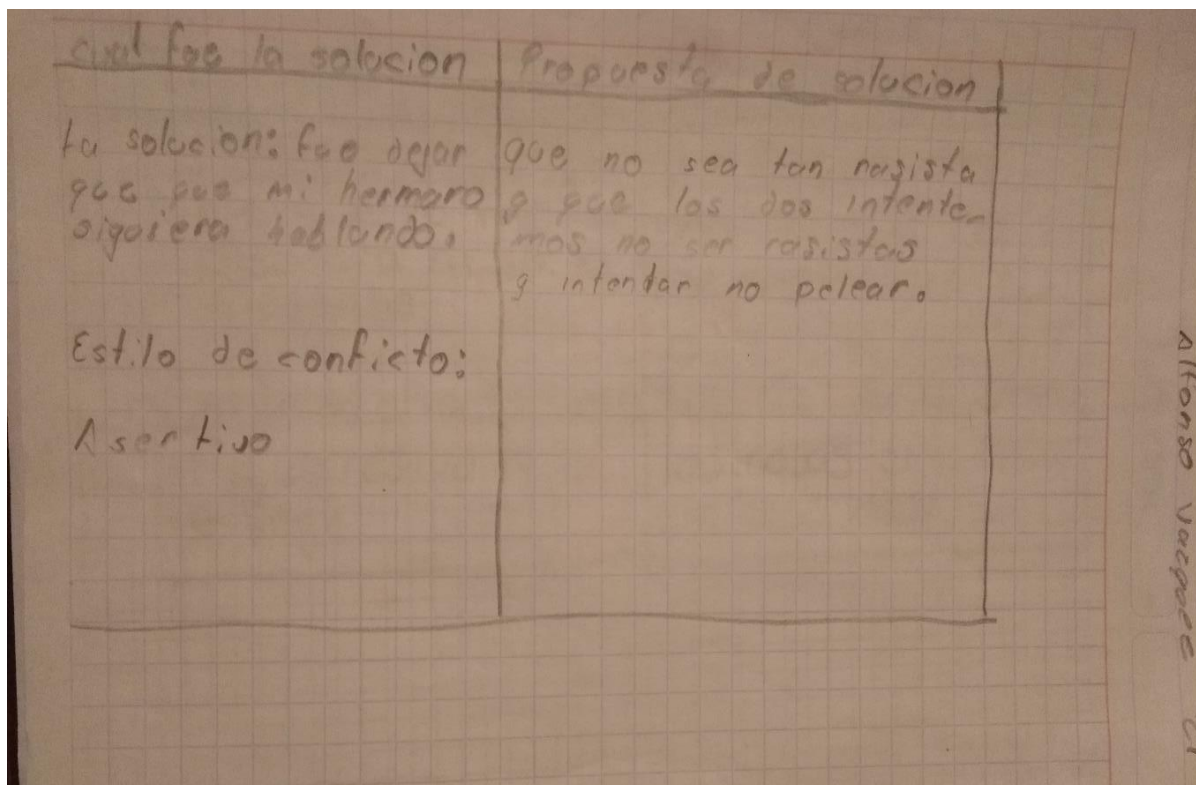 cual fue la solucion
La solucion: fue dejar
que que mi hermano
siguiera hablando.
Estilo de conficto:
Asertivo
Propuesta de solucion
que no sea tan rasista
y que los dos intente-
mos no ser rasistas
y intentar no pelear.
Alfonso